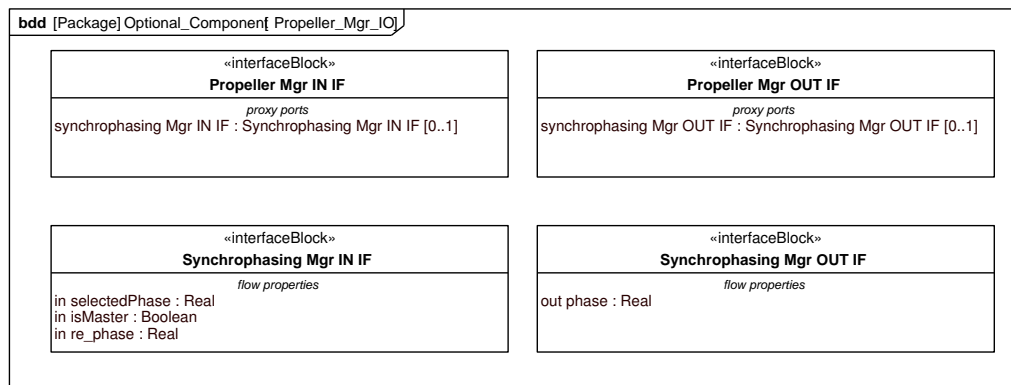 bdd [Package] Optional_Component[ Propeller_Mgr_IO]
«interfaceBlock»
Propeller Mgr IN IF
proxy ports
synchrophasing Mgr IN IF : Synchrophasing Mgr IN IF [0..1]
«interfaceBlock»
Propeller Mgr OUT IF
proxy ports
synchrophasing Mgr OUT IF : Synchrophasing Mgr OUT IF [0..1]
«interfaceBlock»
Synchrophasing Mgr IN IF
flow properties
in selectedPhase : Real
in isMaster : Boolean
in re_phase : Real
«interfaceBlock»
Synchrophasing Mgr OUT IF
flow properties
out phase : Real